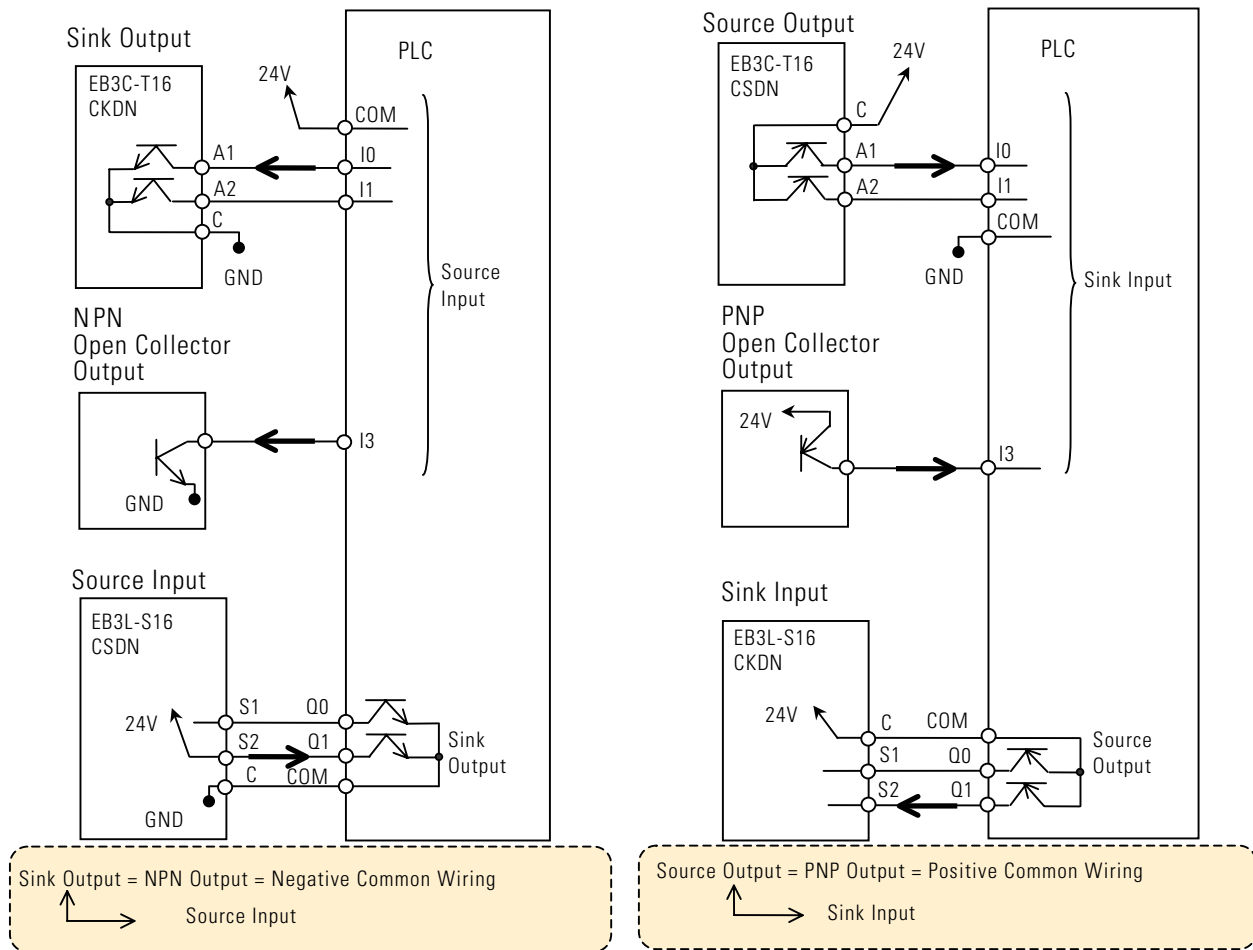 Sink Output
EB3C-T16
CKDN
24V
PLC
COM
A1
I0
A2
I1
C
GND
Source
Input
NPN
Open Collector
Output
I3
GND
Source Input
EB3L-S16
CSDN
24V
S1
Q0
S2
Q1
C
COM
Sink
Output
GND
Sink Output = NPN Output = Negative Common Wiring
Source Input
Source Output
EB3C-T16
CSDN
24V
PLC
C
A1
I0
A2
I1
COM
GND
Sink Input
PNP
Open Collector
Output
24V
I3
Sink Input
EB3L-S16
CKDN
24V
C
COM
S1
Q0
S2
Q1
Source
Output
Source Output = PNP Output = Positive Common Wiring
Sink Input